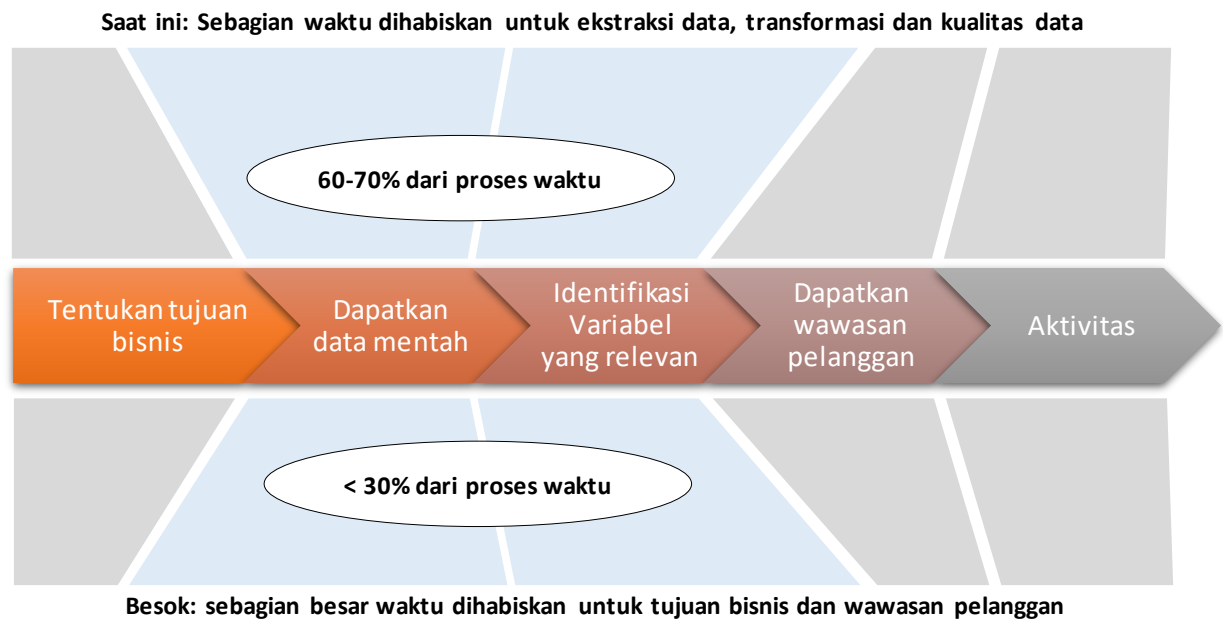 Saat ini: Sebagian waktu dihabiskan untuk ekstraksi data, transformasi dan kualitas data
60-70% dari proses waktu
Tentukan tujuan
bisnis
Dapatkan
data mentah
Identifikasi
Variabel
yang relevan
Dapatkan
wawasan
pelanggan
Aktivitas
< 30% dari proses waktu
Besok: sebagian besar waktu dihabiskan untuk tujuan bisnis dan wawasan pelanggan